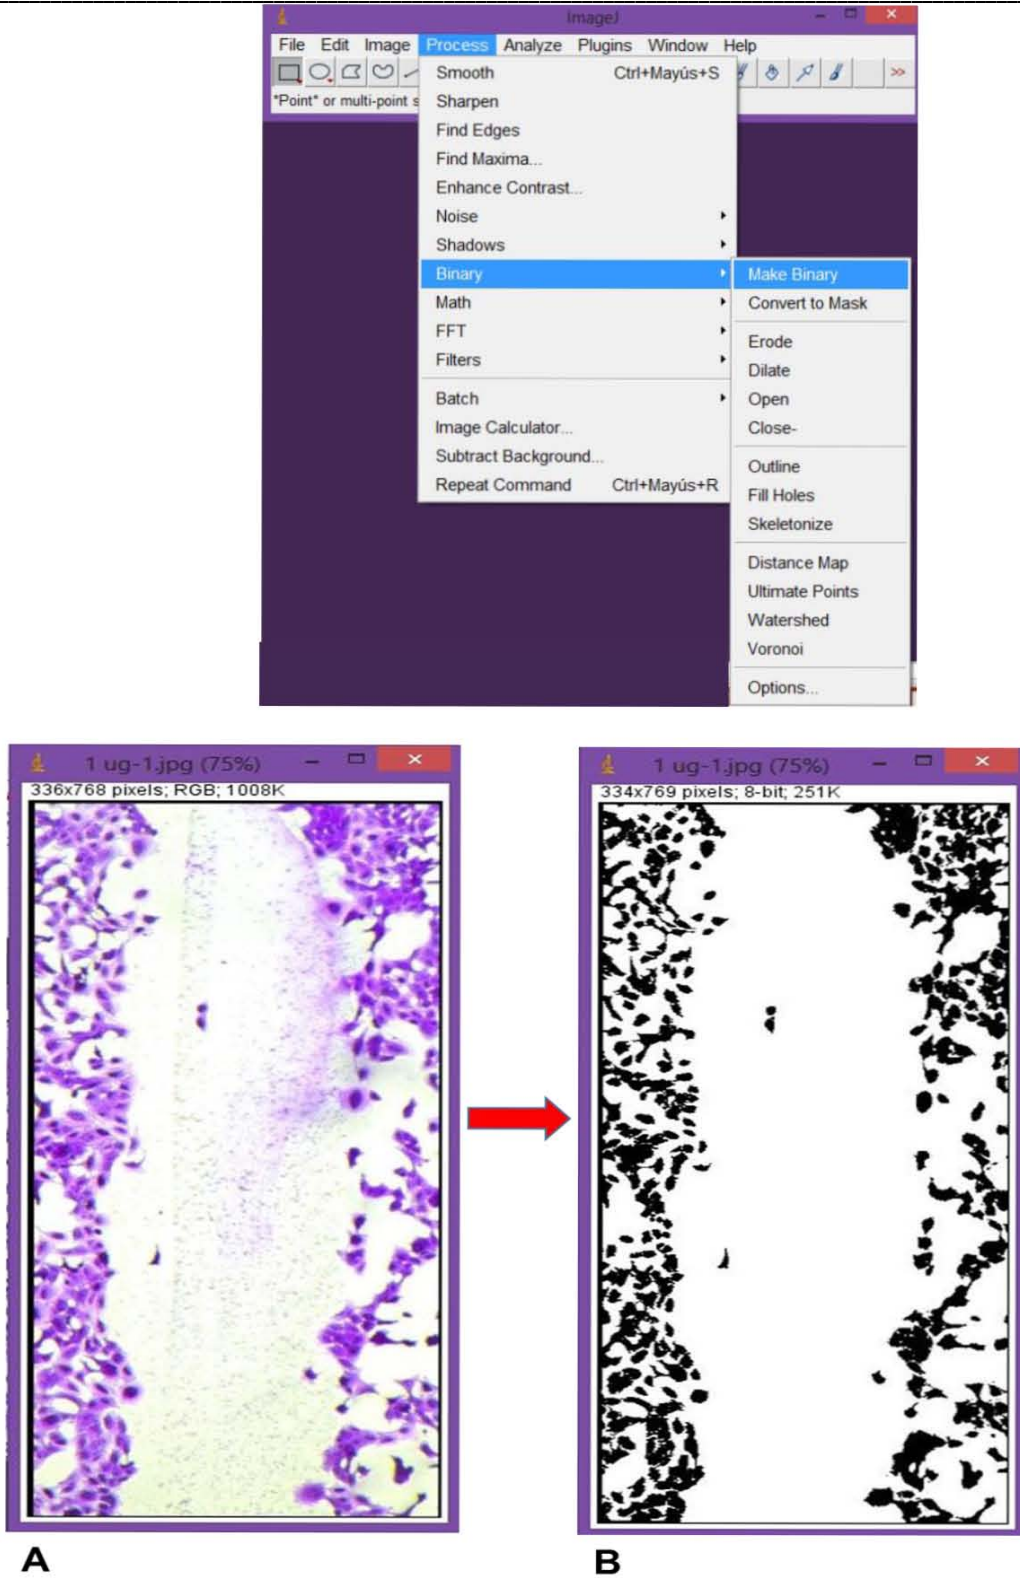 ImageJ
File Edit Image Process Analyze Plugins Window Help
*Point* or multi-point s
Smooth Ctrl+Mayús+S
Sharpen
Find Edges
Find Maxima...
Enhance Contrast...
Noise
Shadows
Binary
Math
FFT
Filters
Batch
Image Calculator...
Subtract Background...
Repeat Command Ctrl+Mayús+R
Make Binary
Convert to Mask
Erode
Dilate
Open
Close-
Outline
Fill Holes
Skeletonize
Distance Map
Ultimate Points
Watershed
Voronoi
Options...
1 ug-1.jpg (75%)
336x768 pixels; RGB; 1008K
1 ug-1.jpg (75%)
334x769 pixels; 8-bit; 251K
A
B